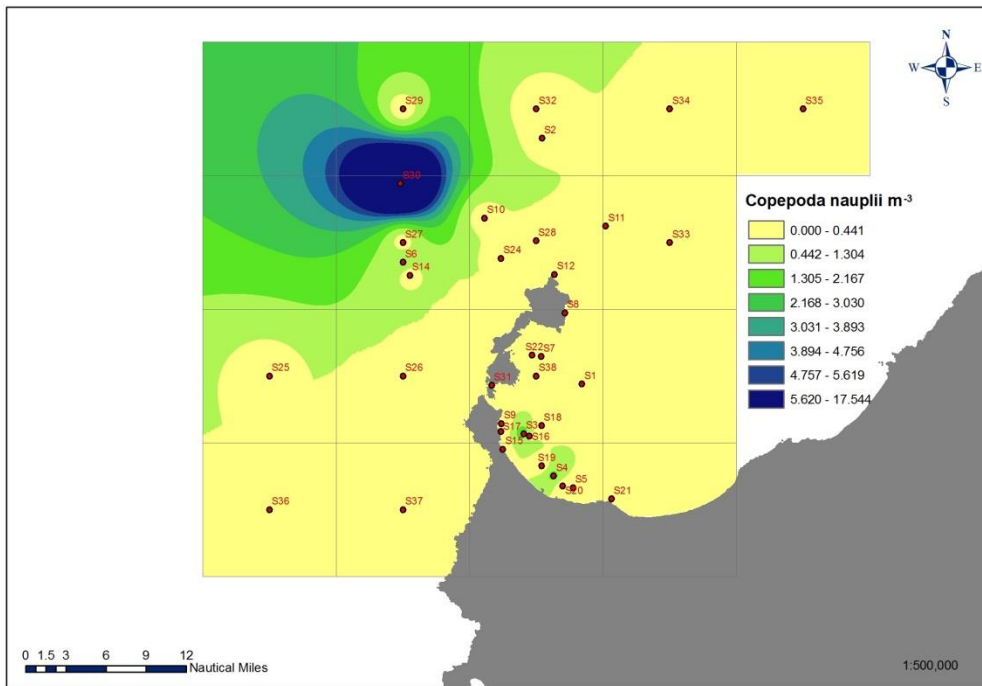 N
W E
S
S29
S32
S34
S35
S2
S30
S10
S11
S27
S28
S33
S6
S24
S14
S12
S8
S22 S7
S25
S26
S31
S38
S1
S9
S18
S17
S3
S16
S15
S19
S4
S5
S20
S21
S36
S37
Copepoda nauplii m-3
0.000 - 0.441
0.442 - 1.304
1.305 - 2.167
2.168 - 3.030
3.031 - 3.893
3.894 - 4.756
4.757 - 5.619
5.620 - 17.544
0 1.5 3 6 9 12
Nautical Miles
1:500,000